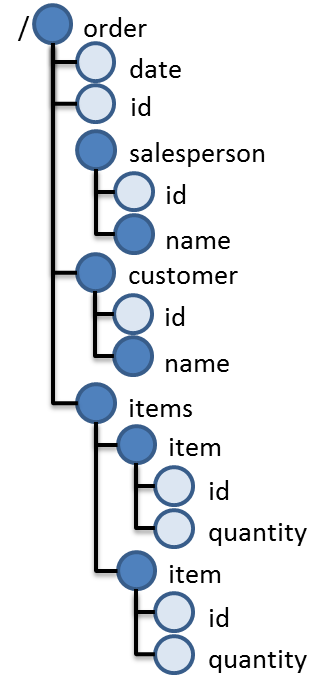 / order
date
id
salesperson
id
name
customer
id
name
items
item
id
quantity
item
id
quantity